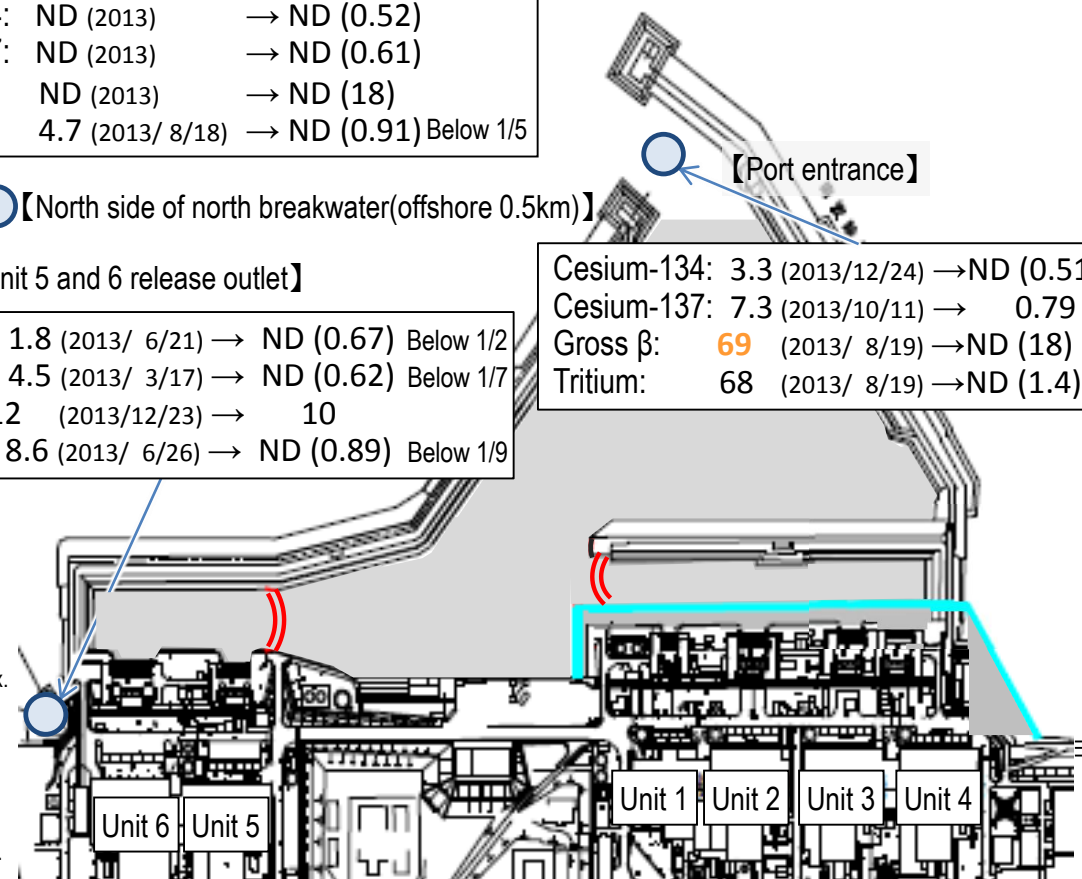 ND (2013) → ND (0.52)
ND (2013) → ND (0.61)
ND (2013) → ND (18)
4.7 (2013/ 8/18) → ND (0.91) Below 1/5
【Port entrance】
【North side of north breakwater(offshore 0.5km)】
Cesium-134: 3.3 (2013/12/24) →ND (0.51
Cesium-137: 7.3 (2013/10/11) → 0.79
Gross β: 69 (2013/ 8/19) →ND (18)
Tritium: 68 (2013/ 8/19) →ND (1.4)
nit 5 and 6 release outlet】
1.8 (2013/ 6/21) → ND (0.67) Below 1/2
4.5 (2013/ 3/17) → ND (0.62) Below 1/7
2 (2013/12/23) → 10
8.6 (2013/ 6/26) → ND (0.89) Below 1/9
Unit 6
Unit 5
Unit 1
Unit 2
Unit 3
Unit 4